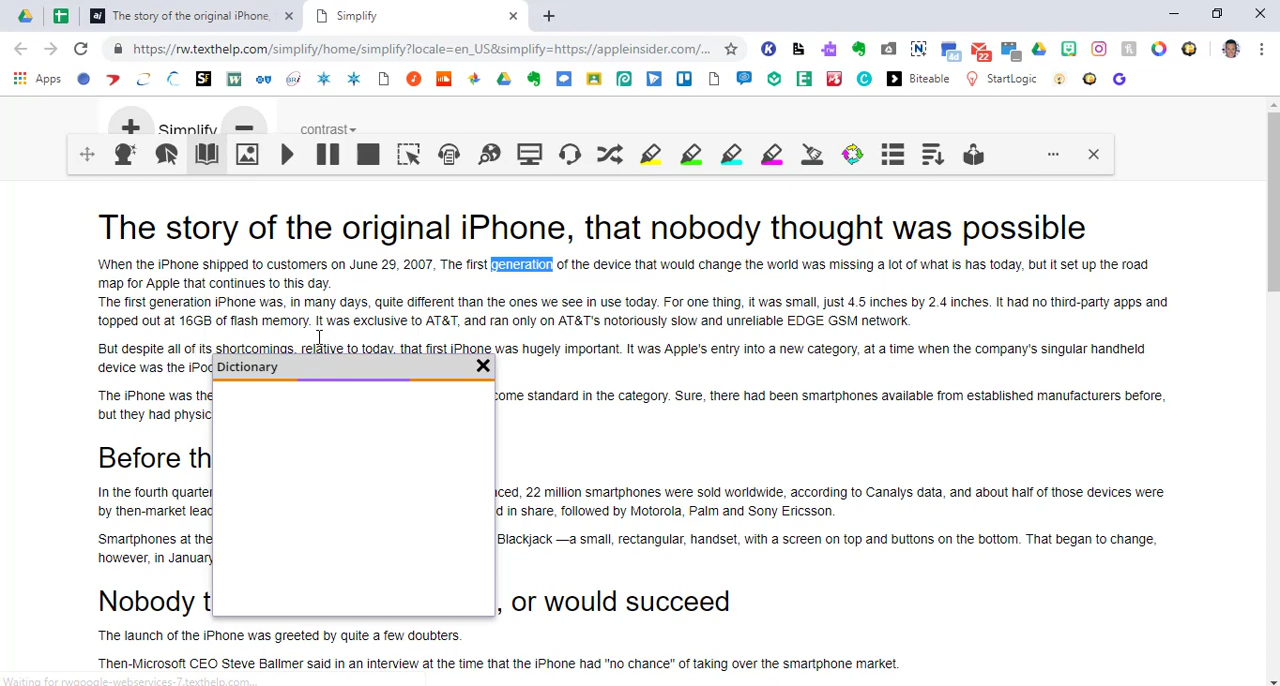 The story of the original iPhone,
Simplify
https://rw.texthelp.com/simplify/home/simplify?locale=en_US&simplify=https://appleinsider.com/...
22
Apps
Biteable
StartLogic
Simplify
contrast
The story of the original iPhone, that nobody thought was possible
When the iPhone shipped to customers on June 29, 2007, The first generation of the device that would change the world was missing a lot of what is has today, but it set up the road
map for Apple that continues to this day.
The first generation iPhone was, in many days, quite different than the ones we see in use today. For one thing, it was small, just 4.5 inches by 2.4 inches. It had no third-party apps and
topped out at 16GB of flash memory. It was exclusive to AT&T, and ran only on AT&T's notoriously slow and unreliable EDGE GSM network.
But despite all of its shortcomings, relative to today, that first iPhone was hugely important. It was Apple's entry into a new category, at a time when the company's singular handheld
device was the iPod
Dictionary
The iPhone was the
come standard in the category. Sure, there had been smartphones available from established manufacturers before,
but they had physic
Before th
In the fourth quarter
ced, 22 million smartphones were sold worldwide, according to Canalys data, and about half of those devices were
by then-market lead
d in share, followed by Motorola, Palm and Sony Ericsson.
Smartphones at the
Blackjack —a small, rectangular, handset, with a screen on top and buttons on the bottom. That began to change,
however, in January
Nobody t
, or would succeed
The launch of the iPhone was greeted by quite a few doubters.
Then-Microsoft CEO Steve Ballmer said in an interview at the time that the iPhone had "no chance" of taking over the smartphone market.
Waiting for rwgoogle-webservices-7.texthelp.com...